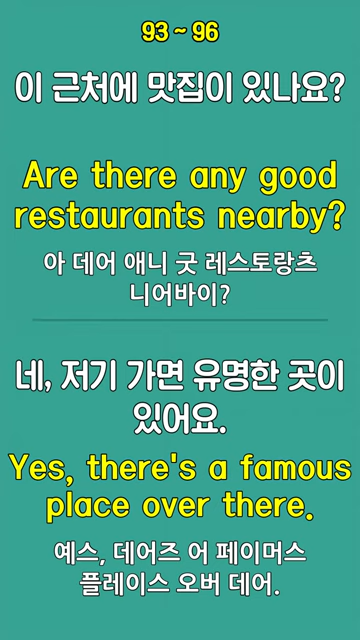 93 ~ 96
이 근처에 맛집이 있나요?
Are there any good
restaurants nearby?
아 데어 애니 굿 레스토랑츠
니어바이?
네, 저기 가면 유명한 곳이
있어요.
Yes, there's a famous
place over there.
예스, 데어즈 어 페이머스
플레이스 오버 데어.